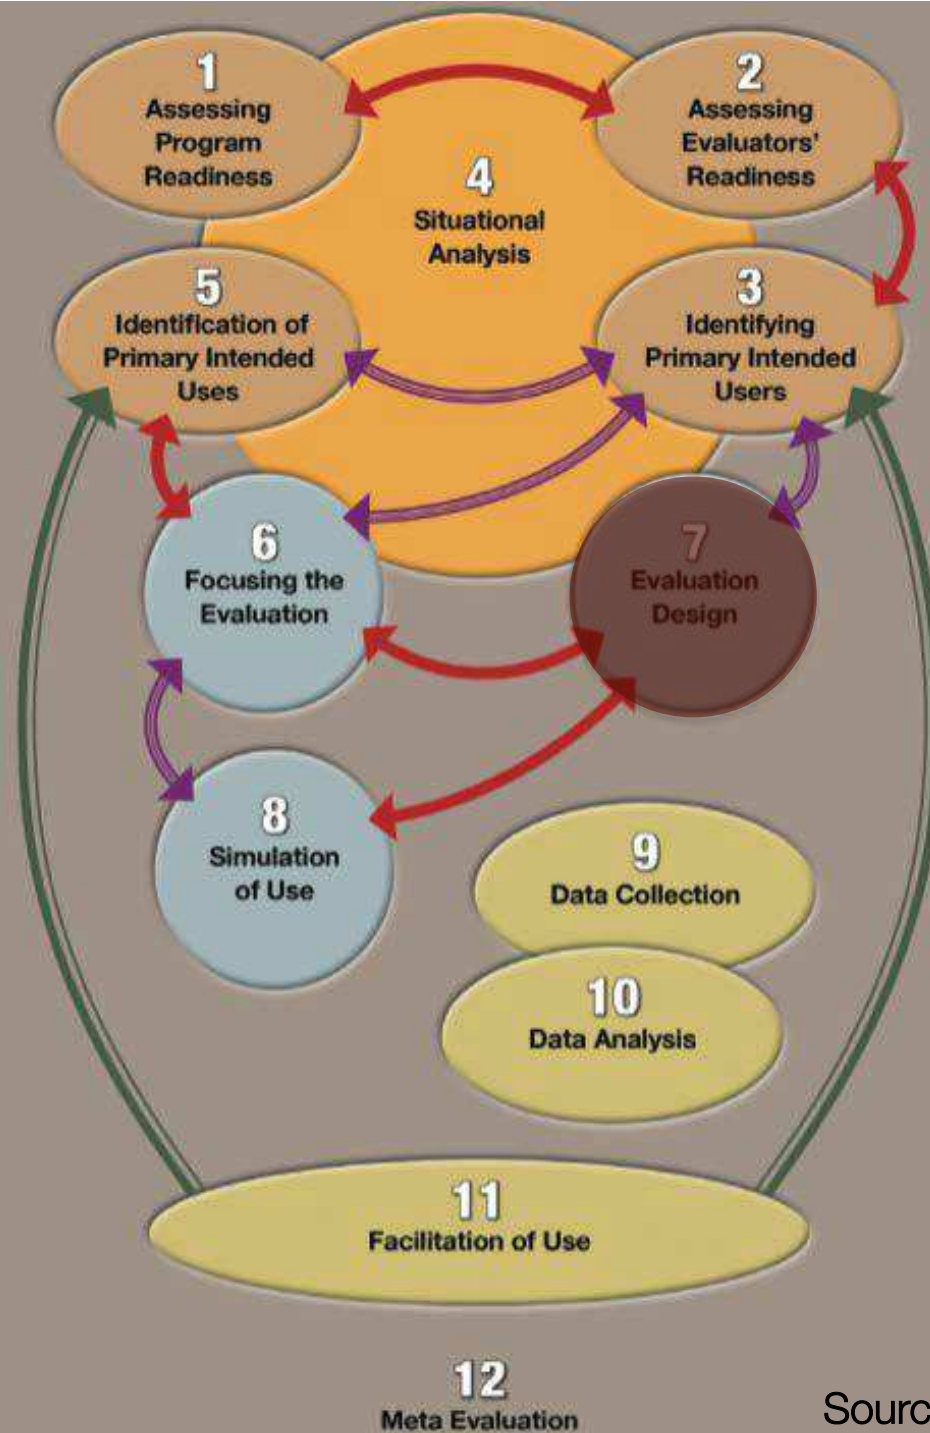 1
Assessing
Program
Readiness
2
Assessing
Evaluators'
Readiness
4
Situational
Analysis
5
Identification of
Primary Intended
Uses
3
Identifying
Primary Intended
Users
6
Focusing the
Evaluation
7
Evaluation
Design
8
Simulation
of Use
9
Data Collection
10
Data Analysis
11
Facilitation of Use
12
Meta Evaluation
Sourc